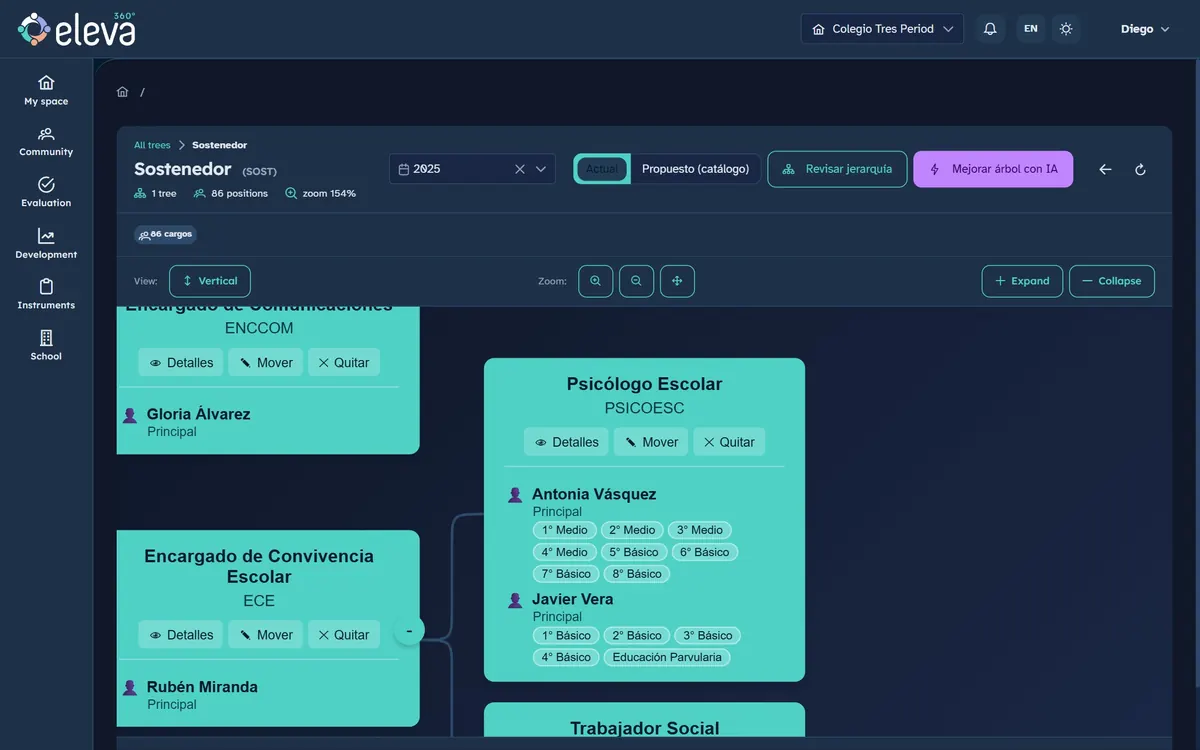 eleva 360°
Colegio Tres Period
EN
Diego
My space
Community
Evaluation
Development
Instruments
School
/
All trees > Sostenedor
Sostenedor (SOST)
1 tree 86 positions zoom 154%
2025
Actual
Propuesto (catálogo)
Revisar jerarquía
Mejorar árbol con IA
86 cargos
View:
Vertical
Zoom:
Expand
Collapse
Encargado de Comunicaciones
ENCCOM
Detalles Mover Quitar
Gloria Álvarez
Principal
Encargado de Convivencia
Escolar
ECE
Detalles Mover Quitar
-
Rubén Miranda
Principal
Psicólogo Escolar
PSICOESC
Detalles Mover Quitar
Antonia Vásquez
Principal
1° Medio 2° Medio 3° Medio
4° Medio 5° Básico 6° Básico
7° Básico 8° Básico
Javier Vera
Principal
1° Básico 2° Básico 3° Básico
4° Básico Educación Parvularia
Trabajador Social